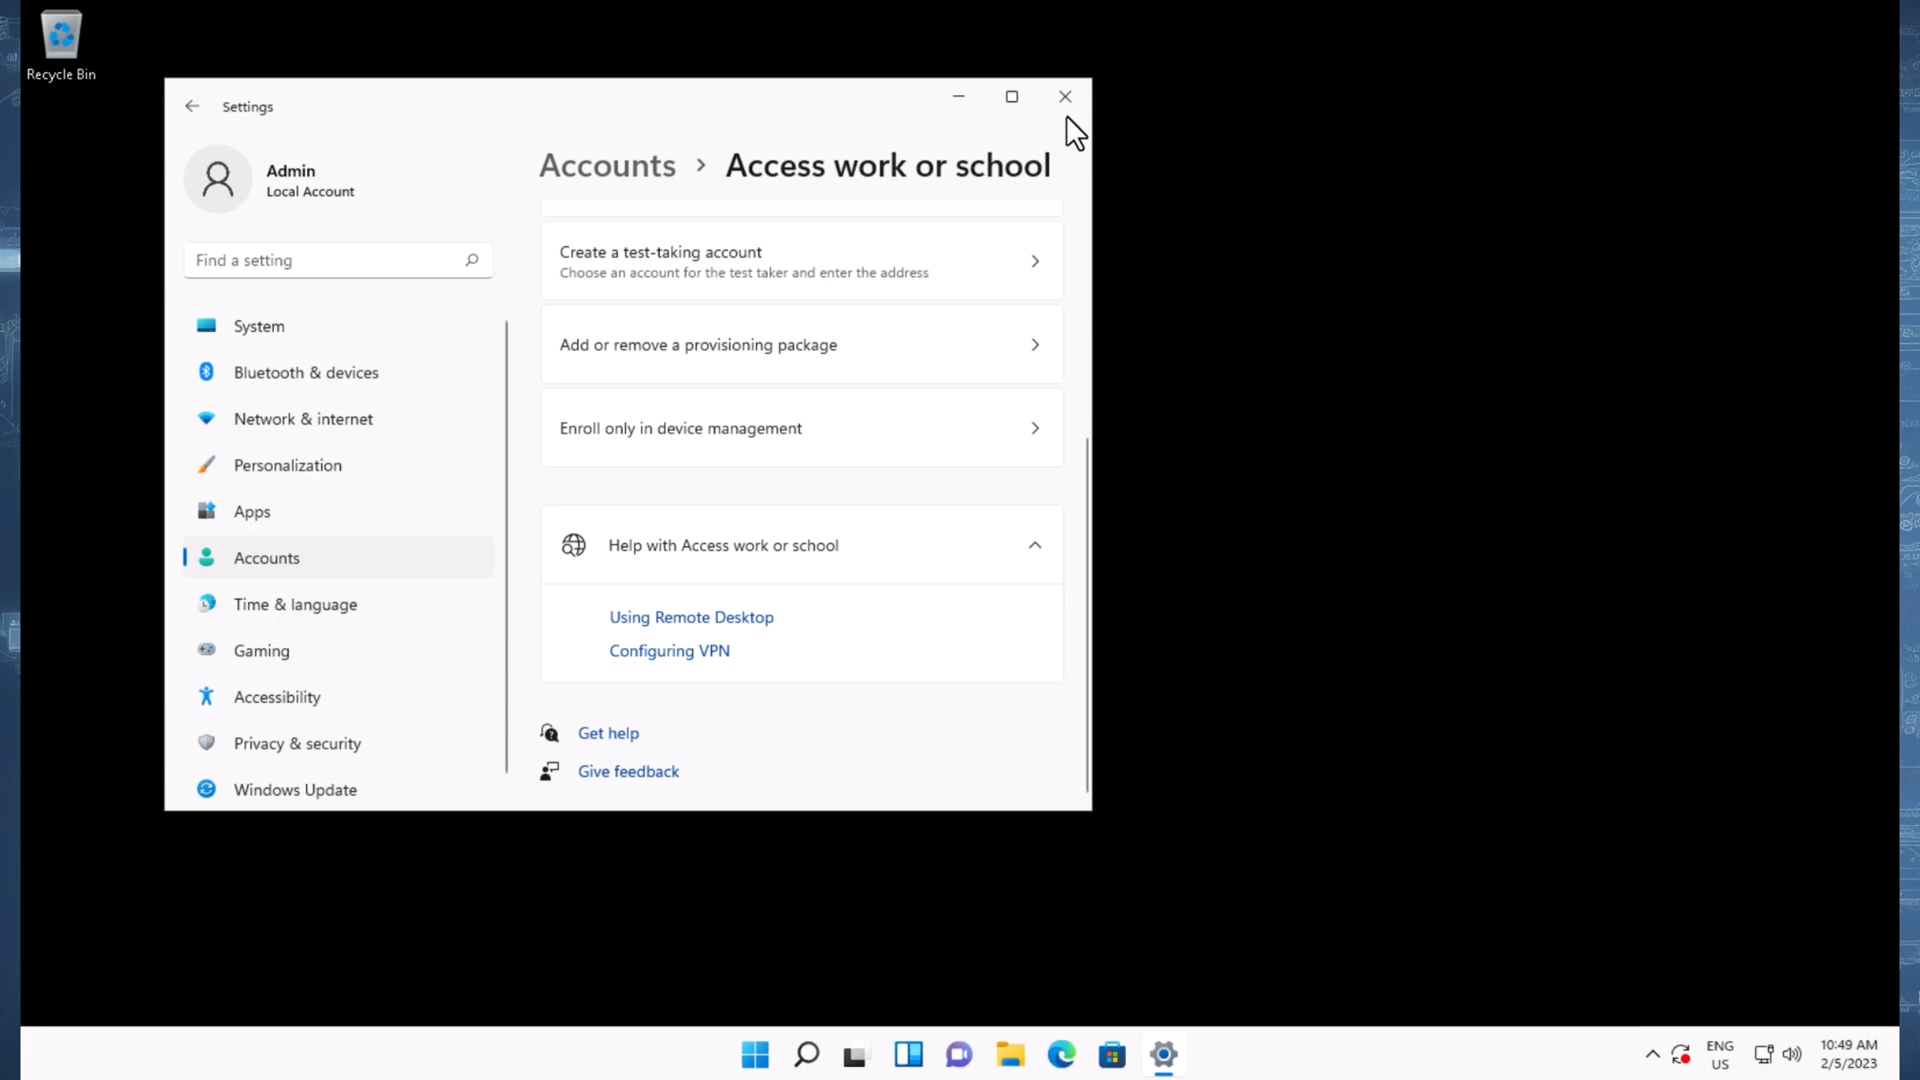 Recycle Bin
Settings
Admin
Local Account
Find a setting
System
Bluetooth & devices
Network & internet
Personalization
Apps
Accounts
Time & language
Gaming
Accessibility
Privacy & security
Windows Update
Accounts > Access work or school
Create a test-taking account
Choose an account for the test taker and enter the address
Add or remove a provisioning package
Enroll only in device management
Help with Access work or school
Using Remote Desktop
Configuring VPN
Get help
Give feedback
ENG
US
10:49 AM
2/5/2023